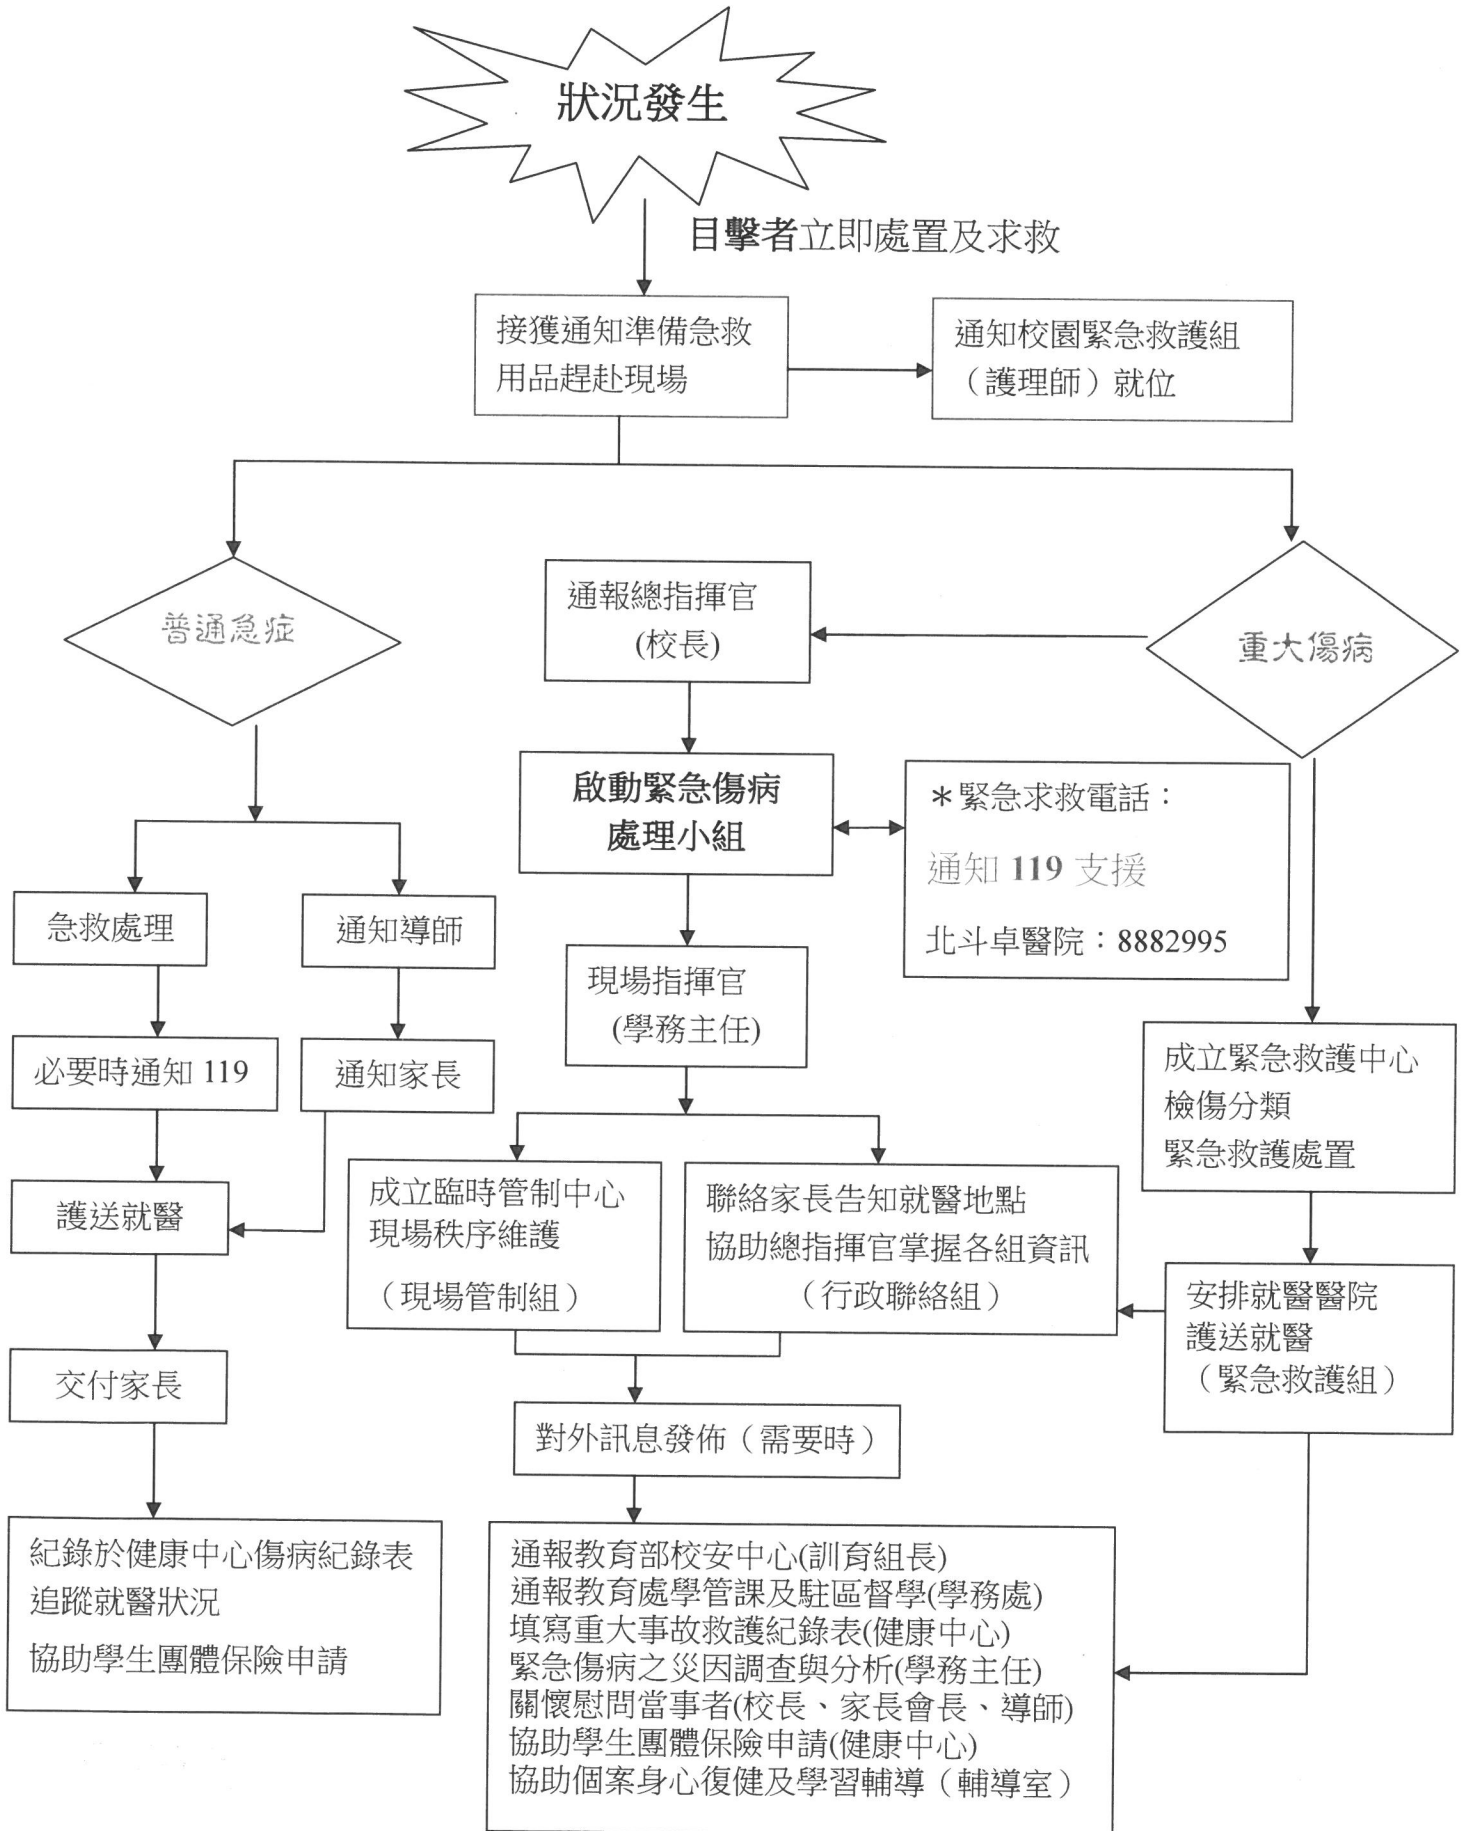 狀況發生
目擊者立即處置及求救
接獲通知準備急救
用品趕赴現場
通知校園緊急救護組
（護理師）就位
普通急症
通報總指揮官
(校長)
重大傷病
啟動緊急傷病
處理小組
＊緊急求救電話：
通知 119 支援
北斗卓醫院：8882995
急救處理
通知導師
現場指揮官
(學務主任)
必要時通知 119
通知家長
成立緊急救護中心
檢傷分類
緊急救護處置
護送就醫
成立臨時管制中心
現場秩序維護
（現場管制組）
聯絡家長告知就醫地點
協助總指揮官掌握各組資訊
（行政聯絡組）
安排就醫醫院
護送就醫
（緊急救護組）
交付家長
對外訊息發佈（需要時）
紀錄於健康中心傷病紀錄表
追蹤就醫狀況
協助學生團體保險申請
通報教育部校安中心(訓育組長)
通報教育處學管課及駐區督學(學務處)
填寫重大事故救護紀錄表(健康中心)
緊急傷病之災因調查與分析(學務主任)
關懷慰問當事者(校長、家長會長、導師)
協助學生團體保險申請(健康中心)
協助個案身心復健及學習輔導（輔導室）